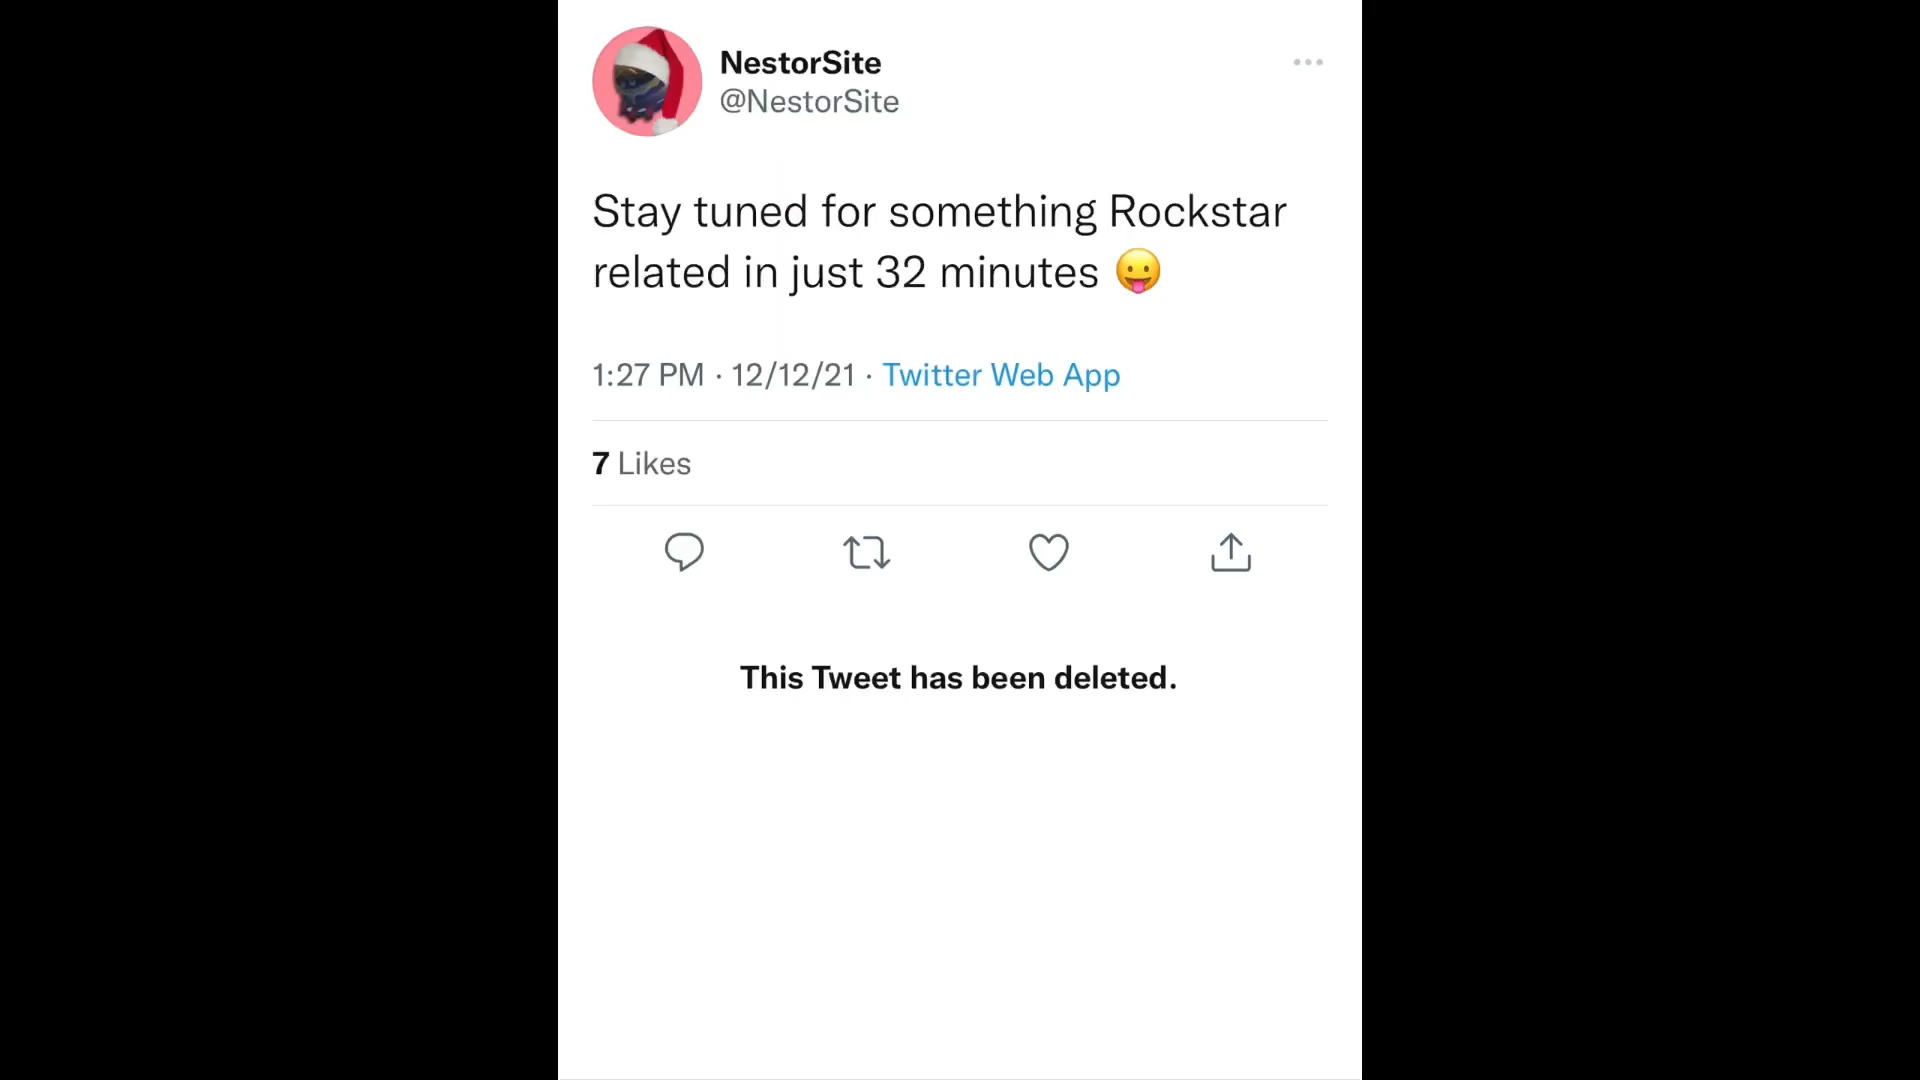 NestorSite
@NestorSite
Stay tuned for something Rockstar
related in just 32 minutes 😛
1:27 PM · 12/12/21 · Twitter Web App
7 Likes
This Tweet has been deleted.